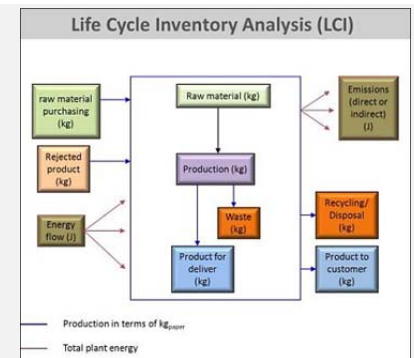 Life Cycle Inventory Analysis (LCI)
raw material
purchasing
(kg)
Raw material (kg)
Emissions
(direct or
indirect)
(J)
Rejected
product
(kg)
Production (kg)
Energy
flow (J)
Waste
(kg)
Recycling/
Disposal
(kg)
Product for
deliver
(kg)
Product to
customer
(kg)
Production in terms of kgpaper
Total plant energy